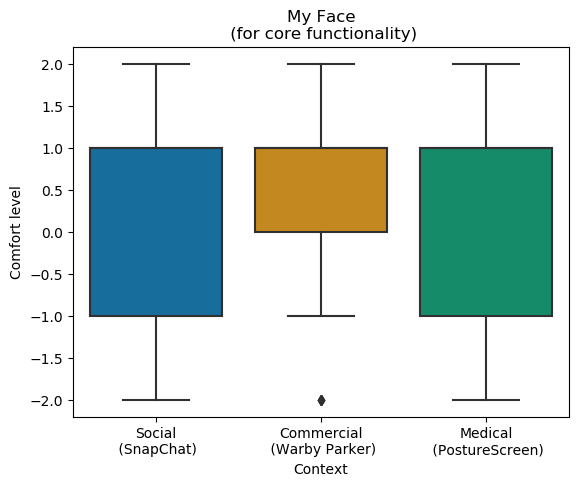 My Face
(for core functionality)
Comfort level
2.0
1.5
1.0
0.5
0.0
−0.5
−1.0
−1.5
−2.0
Social
(SnapChat)
Commercial
(Warby Parker)
Medical
(PostureScreen)
Context